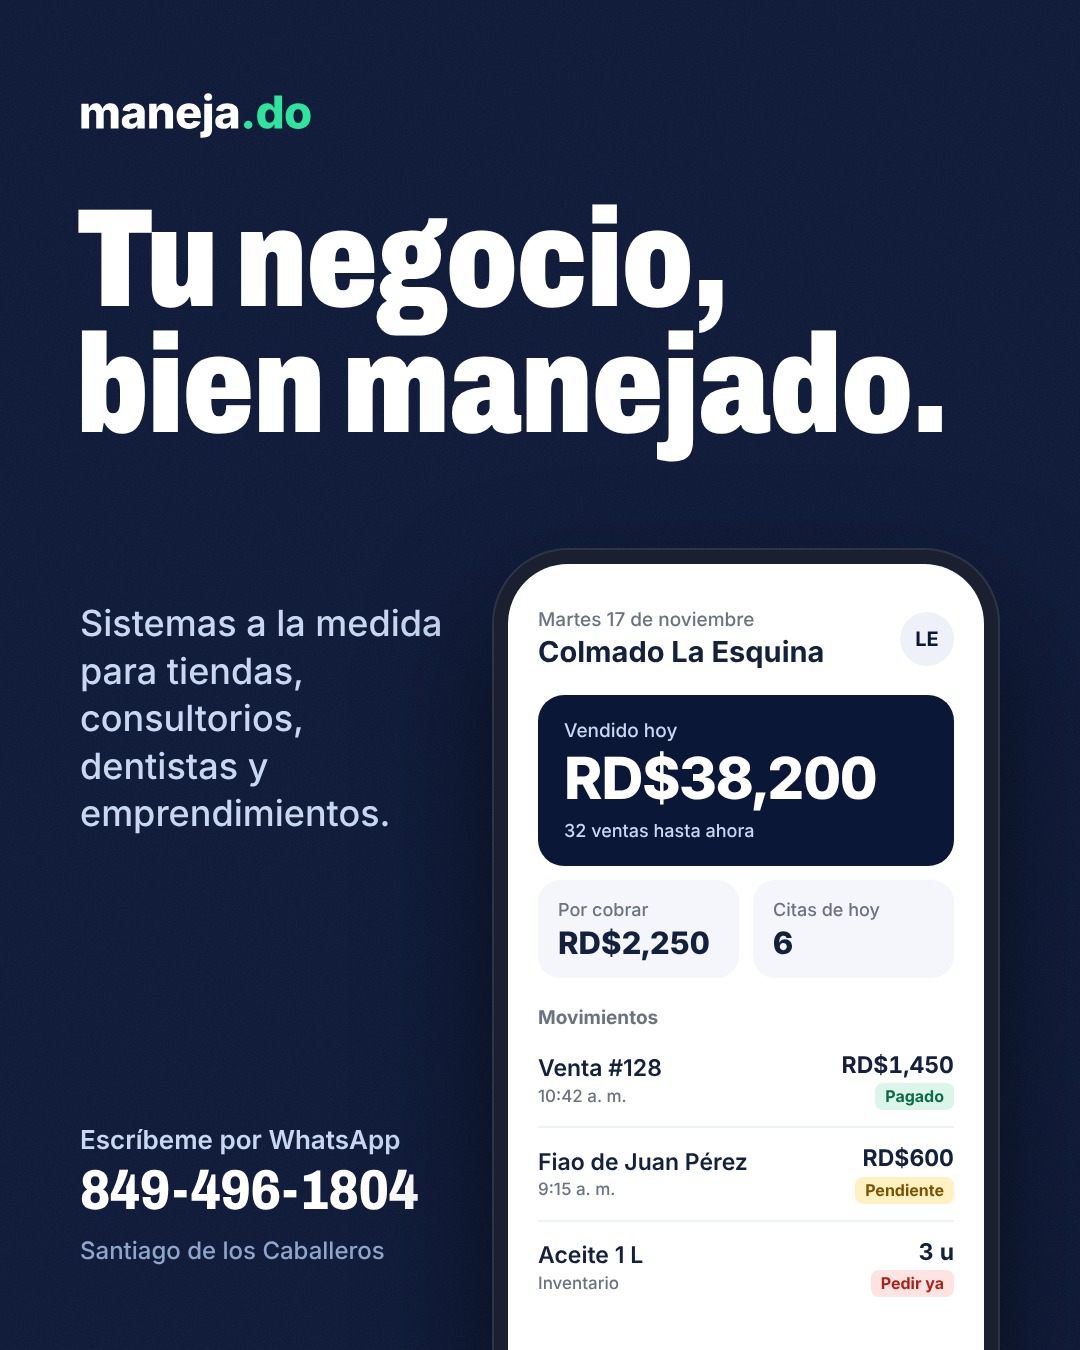 maneja.do
Tu negocio,
bien manejado.
Sistemas a la medida
para tiendas,
consultorios,
dentistas y
emprendimientos.
Escríbeme por WhatsApp
849-496-1804
Santiago de los Caballeros
Martes 17 de noviembre
Colmado La Esquina
LE
Vendido hoy
RD$38,200
32 ventas hasta ahora
Por cobrar
RD$2,250
Citas de hoy
6
Movimientos
Venta #128
10:42 a. m.
RD$1,450
Pagado
Fiao de Juan Pérez
9:15 a. m.
RD$600
Pendiente
Aceite 1 L
Inventario
3 u
Pedir ya